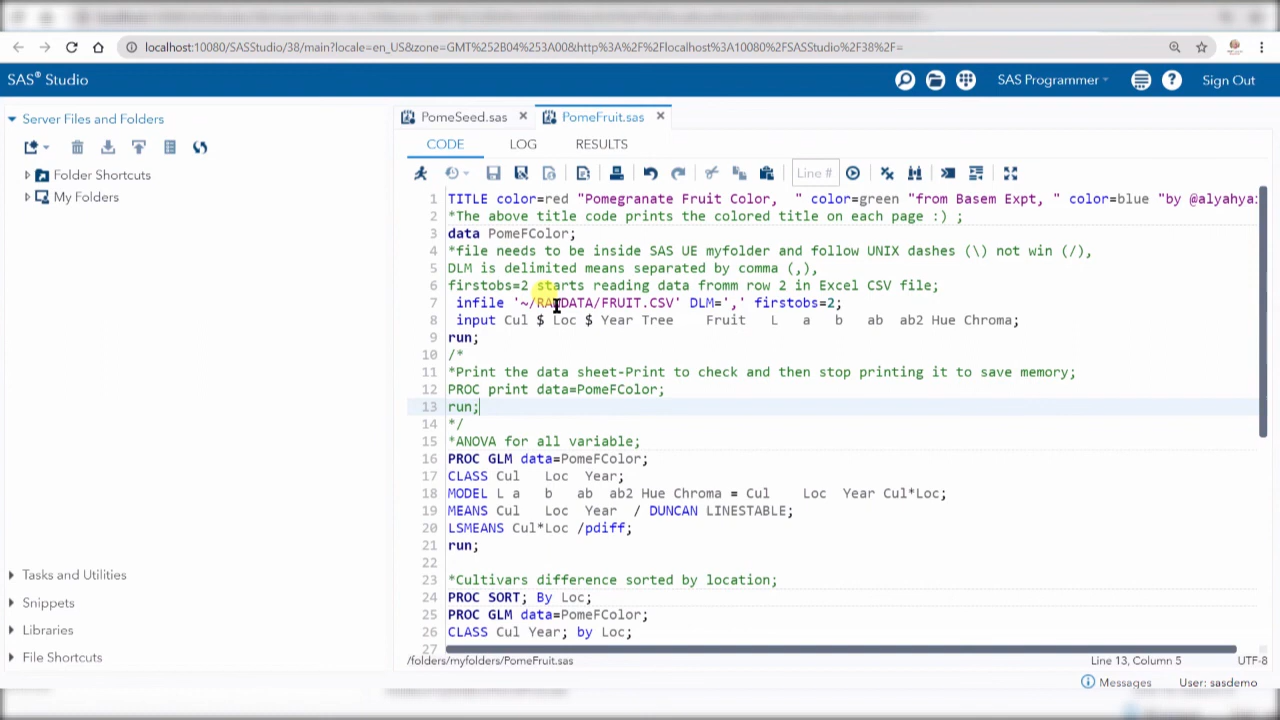 localhost:10080/SASStudio/38/main?locale=en_US&zone=GMT%252B04%253A00&http%3A%2F%2Flocalhost%3A10080%2FSASStudio%2F38%2F=
SAS® Studio
SAS Programmer
Sign Out
Server Files and Folders
Folder Shortcuts
My Folders
Tasks and Utilities
Snippets
Libraries
File Shortcuts
PomeSeed.sas
PomeFruit.sas
CODE LOG RESULTS
Line #
1 TITLE color=red "Pomegranate Fruit Color, " color=green "from Basem Expt, " color=blue "by @alyahya:
2 *The above title code prints the colored title on each page :) ;
3 data PomeFColor;
4 *file needs to be inside SAS UE myfolder and follow UNIX dashes (\) not win (/),
5 DLM is delimited means separated by comma (,),
6 firstobs=2 starts reading data fromm row 2 in Excel CSV file;
7 infile '~/RAWDATA/FRUIT.CSV' DLM=',' firstobs=2;
8 input Cul $ Loc $ Year Tree Fruit L a b ab ab2 Hue Chroma;
9 run;
10 /*
11 *Print the data sheet-Print to check and then stop printing it to save memory;
12 PROC print data=PomeFColor;
13 run;
14 */
15 *ANOVA for all variable;
16 PROC GLM data=PomeFColor;
17 CLASS Cul Loc Year;
18 MODEL L a b ab ab2 Hue Chroma = Cul Loc Year Cul*Loc;
19 MEANS Cul Loc Year / DUNCAN LINESTABLE;
20 LSMEANS Cul*Loc /pdiff;
21 run;
22
23 *Cultivars difference sorted by location;
24 PROC SORT; By Loc;
25 PROC GLM data=PomeFColor;
26 CLASS Cul Year; by Loc;
27
/folders/myfolders/PomeFruit.sas
Line 13, Column 5
UTF-8
Messages
User: sasdemo